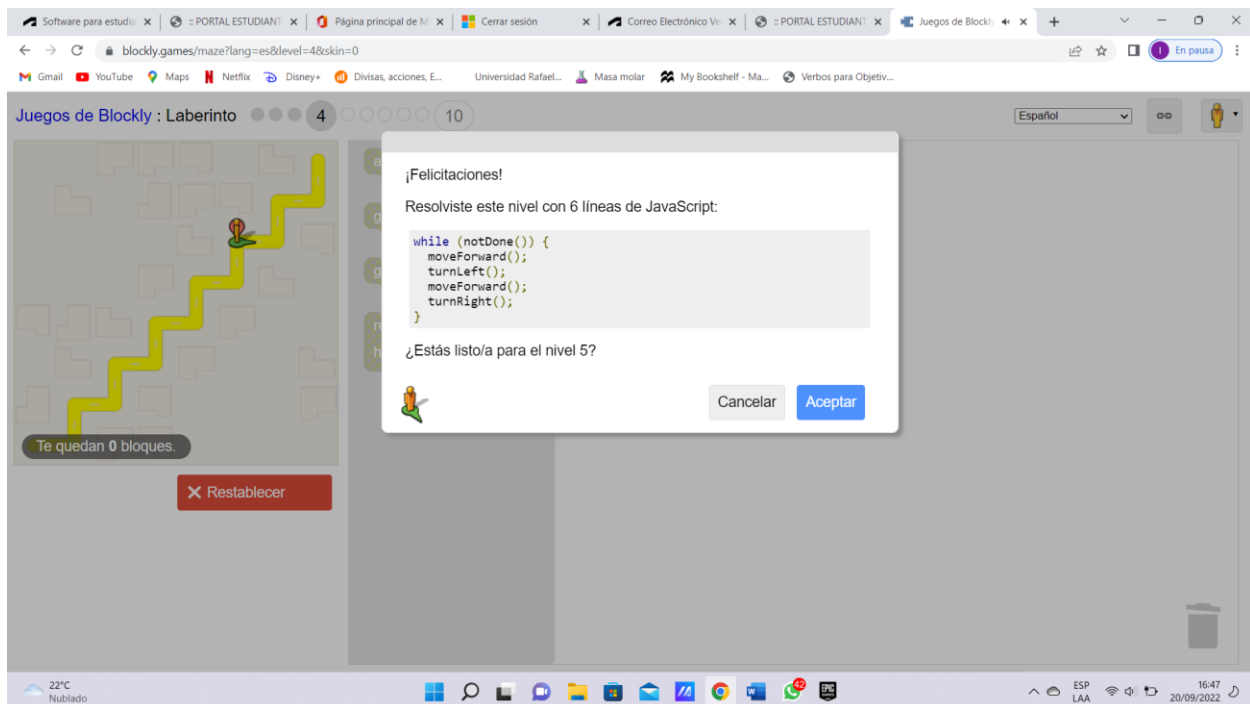 Software para estudia
:: PORTAL ESTUDIANT
Página principal de M
Cerrar sesión
Correo Electrónico Ve
:: PORTAL ESTUDIANT
Juegos de Blockly
blockly.games/maze?lang=es&level=4&skin=0
En pausa
Gmail
YouTube
Maps
Netflix
Disney+
Divisas, acciones, E...
Universidad Rafael...
Masa molar
My Bookshelf - Ma...
Verbos para Objetiv...
Juegos de Blockly : Laberinto 4 10
Español
¡Felicitaciones!
Resolviste este nivel con 6 líneas de JavaScript:
while (notDone()) {
moveForward();
turnLeft();
moveForward();
turnRight();
}
¿Estás listo/a para el nivel 5?
Cancelar
Aceptar
Te quedan 0 bloques.
Restablecer
22°C
Nublado
42
EPIC
ESP
LAA
16:47
20/09/2022